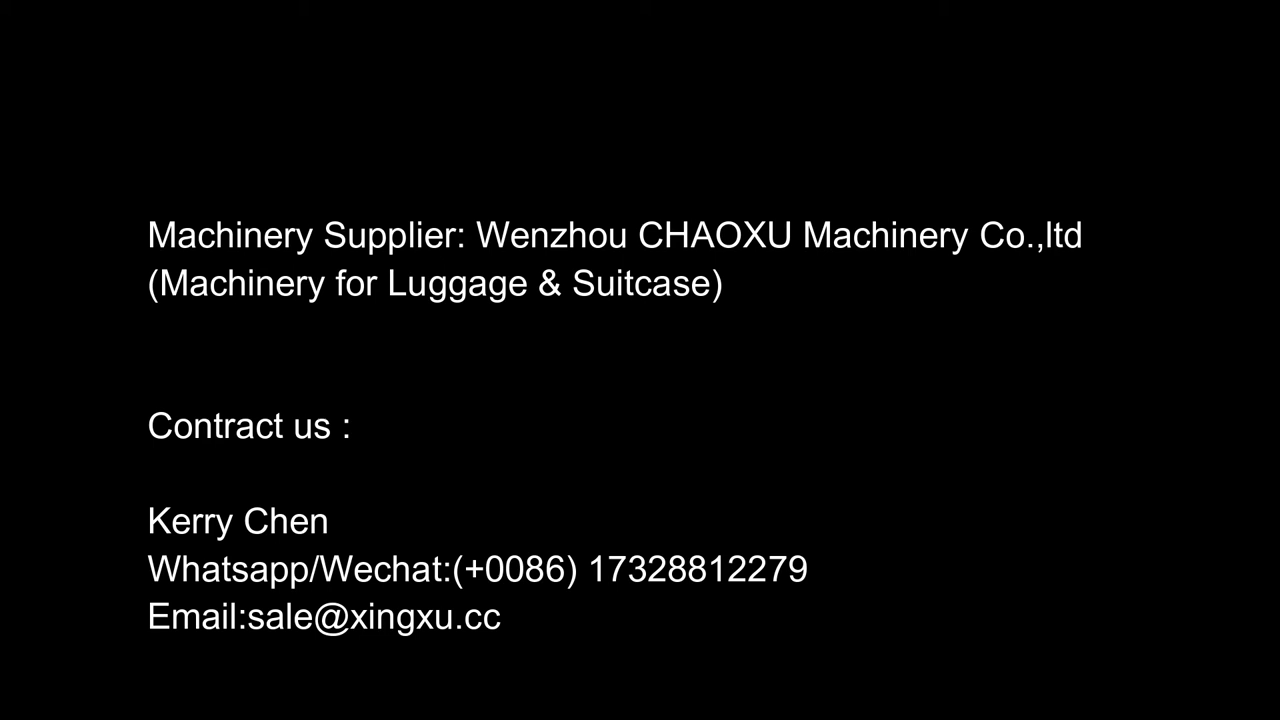 Machinery Supplier: Wenzhou CHAOXU Machinery Co.,ltd
(Machinery for Luggage & Suitcase)
Contract us :
Kerry Chen
Whatsapp/Wechat:(+0086) 17328812279
Email:sale@xingxu.cc